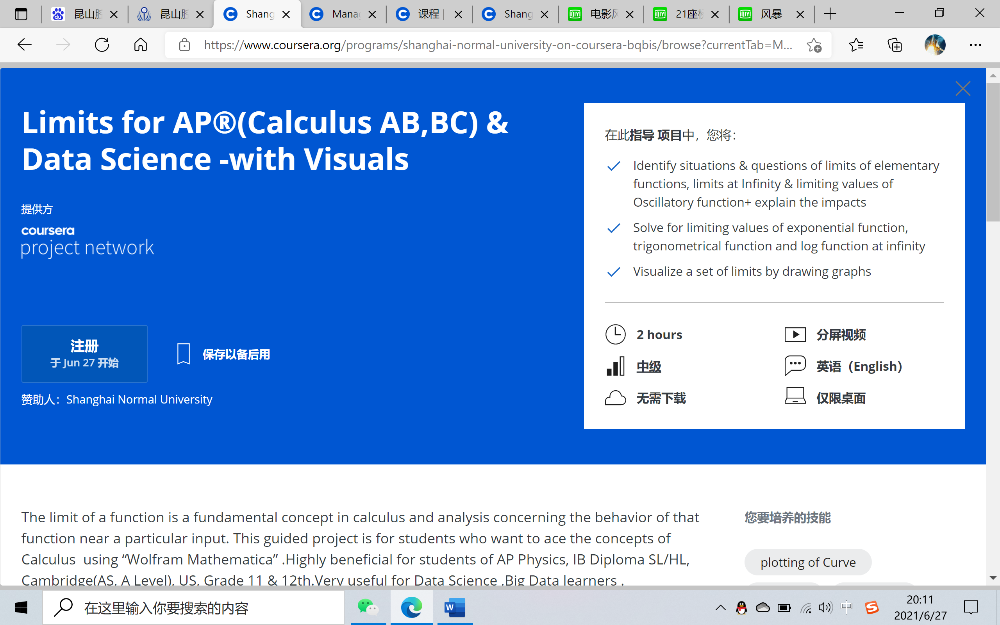 昆山
昆山
Shang
Mana
课程 |
Shang
电影
21座
风暴
https://www.coursera.org/programs/shanghai-normal-university-on-coursera-bqbis/browse?currentTab=M...
Limits for AP®(Calculus AB,BC) &
Data Science -with Visuals
提供方
coursera
project network
注册
于 Jun 27 开始
保存以备后用
赞助人：Shanghai Normal University
在此指导 项目中，您将：
Identify situations & questions of limits of elementary
functions, limits at Infinity & limiting values of
Oscillatory function+ explain the impacts
Solve for limiting values of exponential function,
trigonometrical function and log function at infinity
Visualize a set of limits by drawing graphs
2 hours
分屏视频
中级
英语（English）
无需下载
仅限桌面
The limit of a function is a fundamental concept in calculus and analysis concerning the behavior of that
function near a particular input. This guided project is for students who want to ace the concepts of
Calculus  using “Wolfram Mathematica” .Highly beneficial for students of AP Physics, IB Diploma SL/HL,
Cambridge(AS, A Level), US, Grade 11 & 12th.Very useful for Data Science ,Big Data learners .
您要培养的技能
plotting of Curve
在这里输入你要搜索的内容
中
20:11
2021/6/27